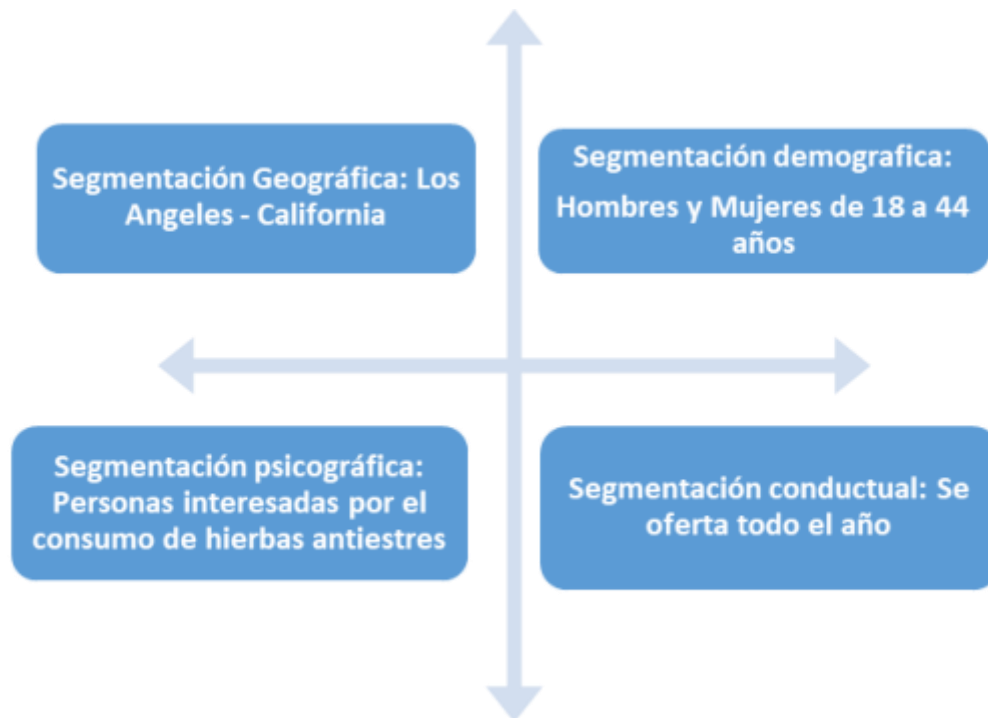 Segmentación Geográfica: Los
Angeles - California
Segmentación demografica:
Hombres y Mujeres de 18 a 44
años
Segmentación psicográfica:
Personas interesadas por el
consumo de hierbas antiestres
Segmentación conductual: Se
oferta todo el año